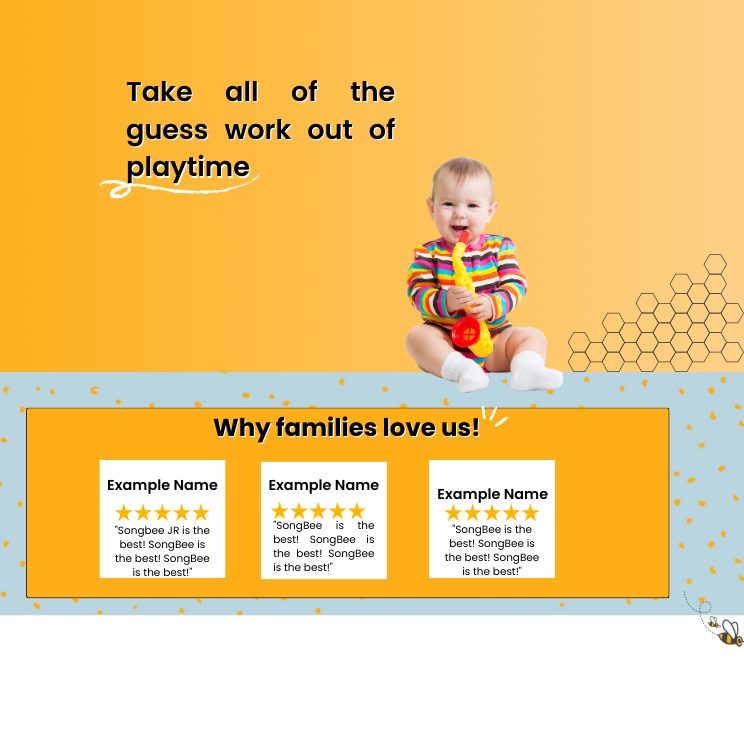 Take all of the
guess work out of
playtime
Why families love us!
Example Name
"Songbee JR is the
best! SongBee is
the best! SongBee
is the best!"
Example Name
"SongBee is the
best! SongBee is
the best! SongBee
is the best!"
Example Name
"SongBee is the
best! SongBee is
the best! SongBee
is the best!"